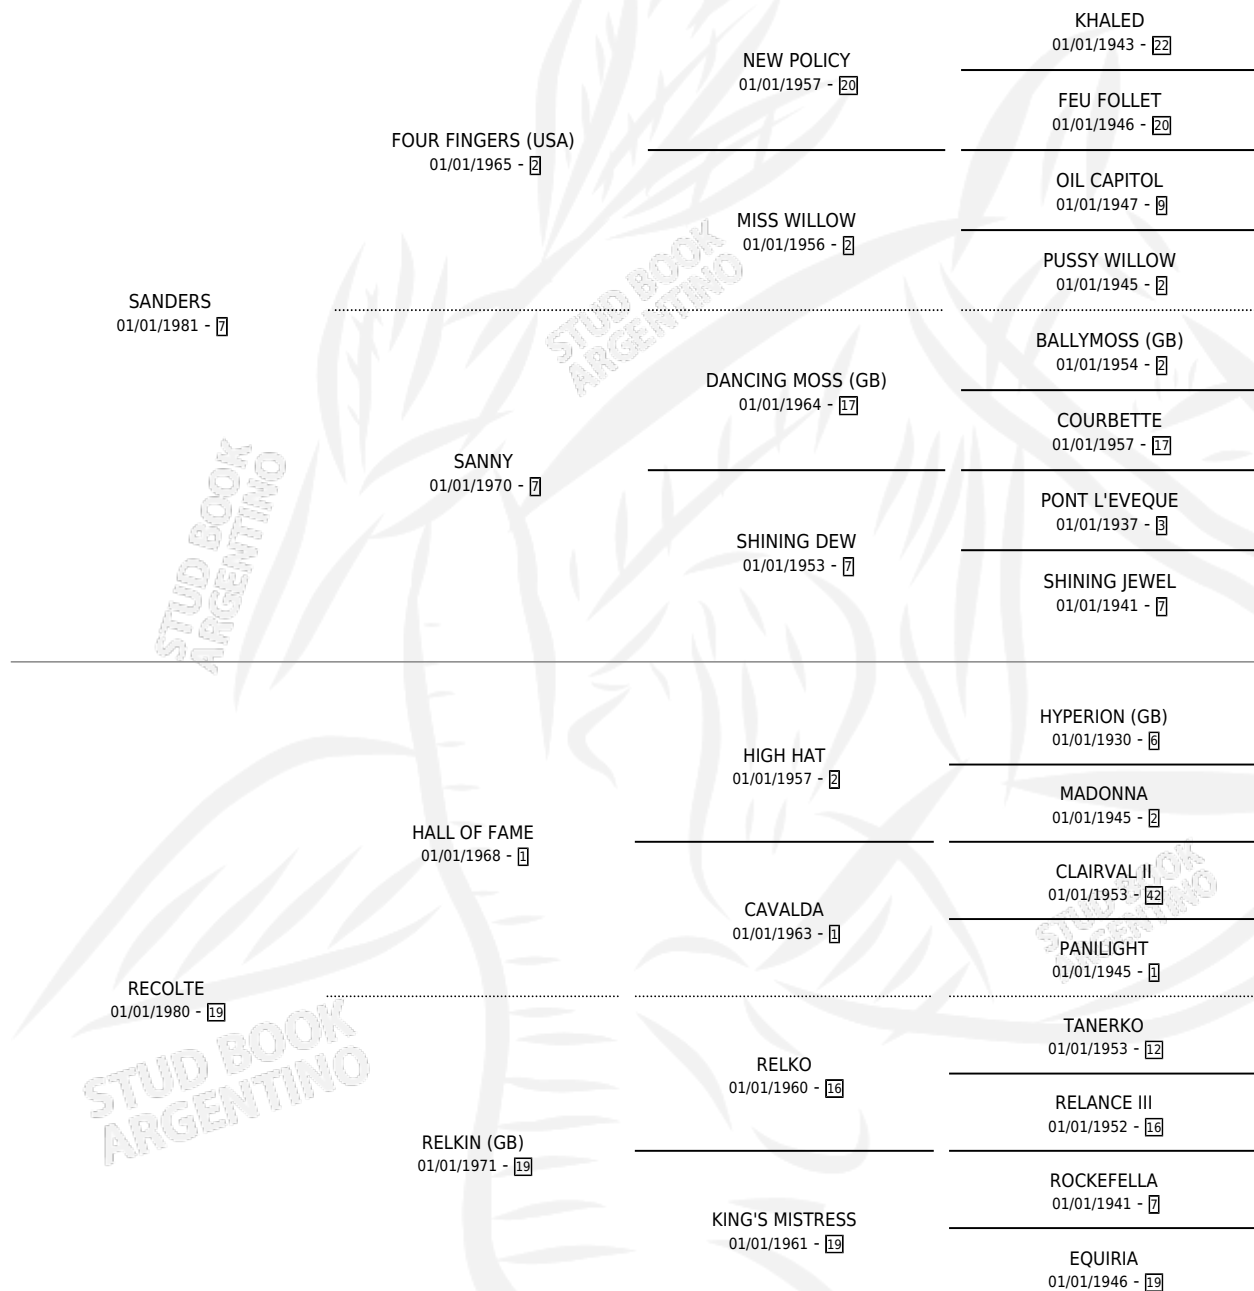 KHALED
01/01/1943 - 22
NEW POLICY
01/01/1957 - 20
FEU FOLLET
01/01/1946 - 20
FOUR FINGERS (USA)
01/01/1965 - 2
OIL CAPITOL
01/01/1947 - 9
MISS WILLOW
01/01/1956 - 2
PUSSY WILLOW
01/01/1945 - 2
SANDERS
01/01/1981 - 7
STUD BOOK
ARGENTINO
BALLYMOSS (GB)
01/01/1954 - 2
DANCING MOSS (GB)
01/01/1964 - 17
COURBETTE
01/01/1957 - 17
SANNY
01/01/1970 - 7
PONT L'EVEQUE
01/01/1937 - 3
SHINING DEW
01/01/1953 - 7
SHINING JEWEL
01/01/1941 - 7
STUD BOOK
ARGENTINO
HYPERION (GB)
01/01/1930 - 6
HIGH HAT
01/01/1957 - 2
MADONNA
01/01/1945 - 2
HALL OF FAME
01/01/1968 - 1
CLAIRVAL II
01/01/1953 - 42
CAVALDA
01/01/1963 - 1
PANILIGHT
01/01/1945 - 1
STUD BOOK
ARGENTINO
RECOLTE
01/01/1980 - 19
TANERKO
01/01/1953 - 12
RELKO
01/01/1960 - 16
RELANCE III
01/01/1952 - 16
STUD BOOK
ARGENTINO
RELKIN (GB)
01/01/1971 - 19
ROCKEFELLA
01/01/1941 - 7
KING'S MISTRESS
01/01/1961 - 19
EQUIRIA
01/01/1946 - 19